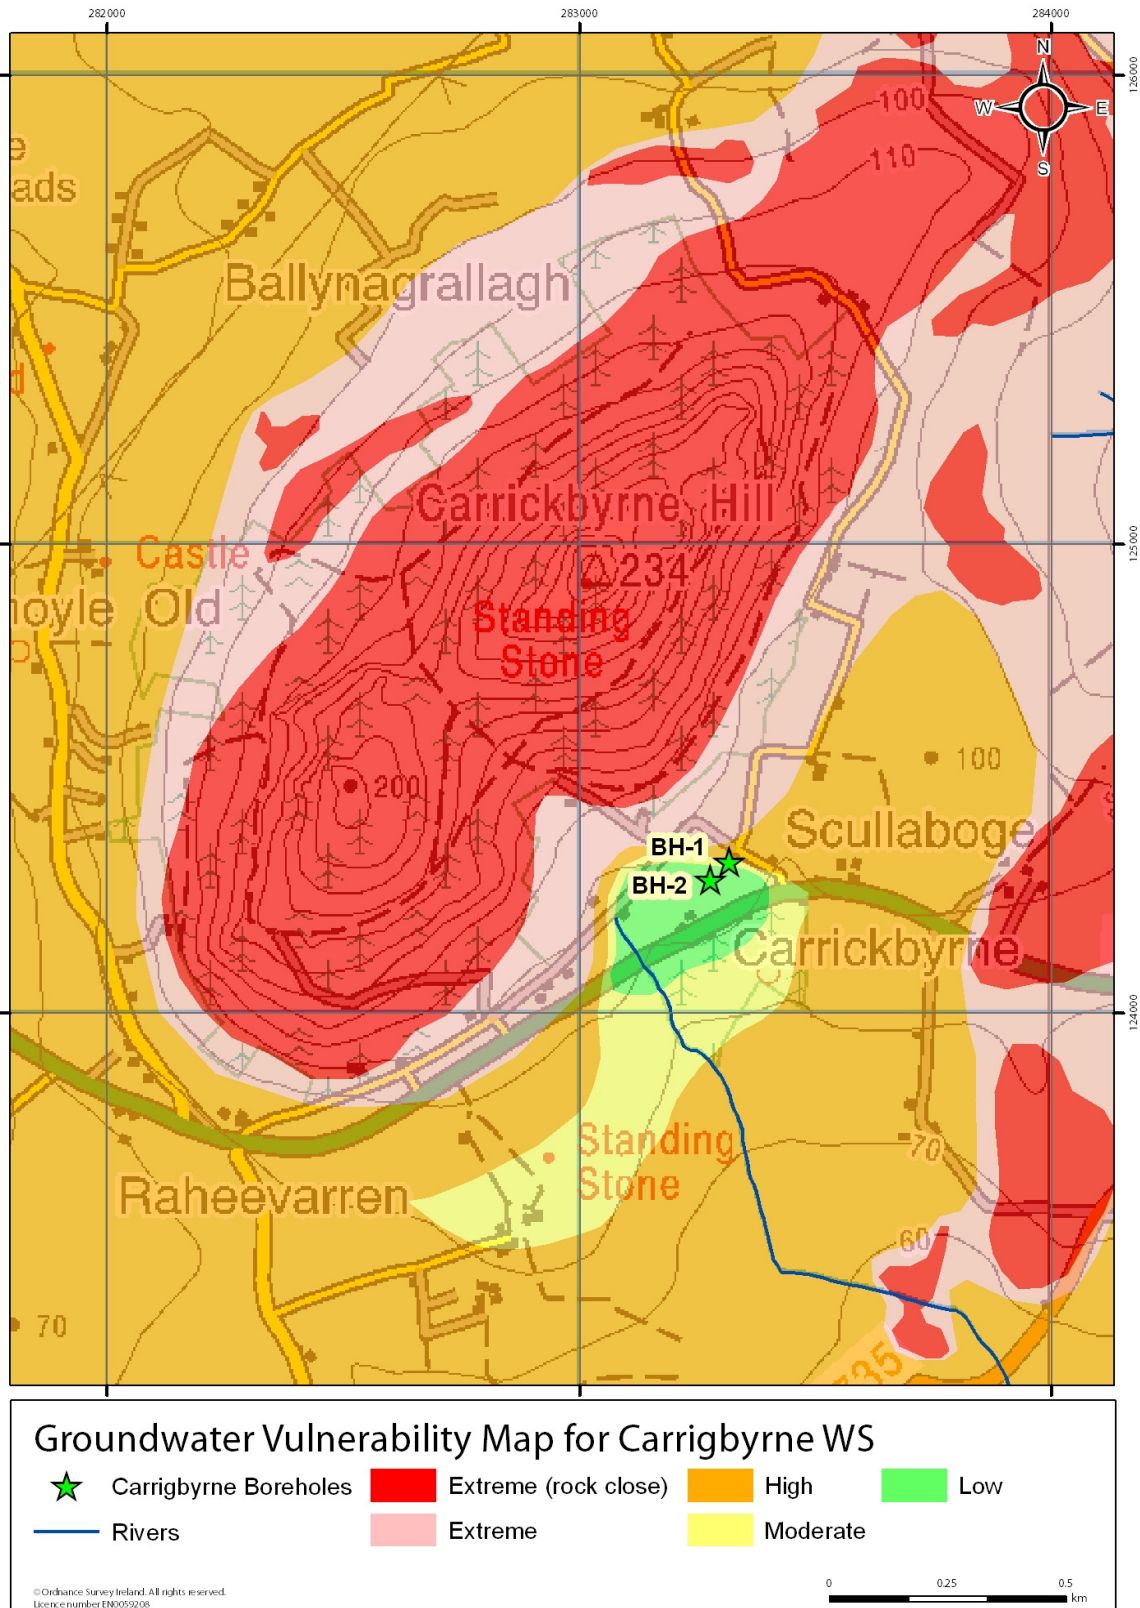 282000
283000
284000
126000
N
W
E
S
100
110
ads
Ballynagrallagh
Carrickbyrne Hill
125000
Castle
234
noyle Old
Standing
Stone
200
100
BH-1
Scullaboge
BH-2
Carrickbyrne
124000
Standing
Stone
70
Raheevarren
60
70
735
Groundwater Vulnerability Map for Carrigbyrne WS
Carrigbyrne Boreholes
Extreme (rock close)
High
Low
Rivers
Extreme
Moderate
© Ordnance Survey Ireland. All rights reserved.
Licence number EN0059208
0
0.25
0.5
km